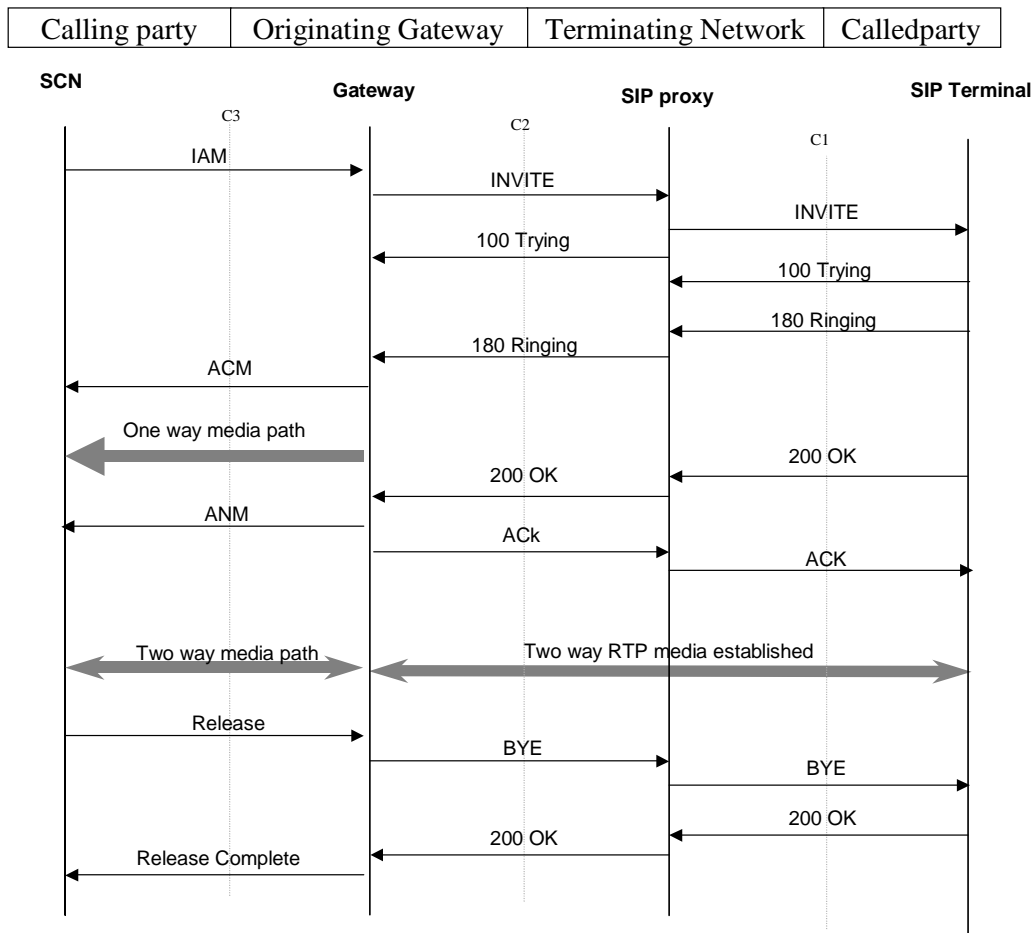 Calling party Originating Gateway Terminating Network Calledparty
SCN
Gateway
SIP proxy
SIP Terminal
C3
C2
C1
IAM
INVITE
INVITE
100 Trying
100 Trying
180 Ringing
180 Ringing
ACM
One way media path
200 OK
200 OK
ANM
ACk
ACK
Two way media path
Two way RTP media established
Release
BYE
BYE
200 OK
200 OK
Release Complete